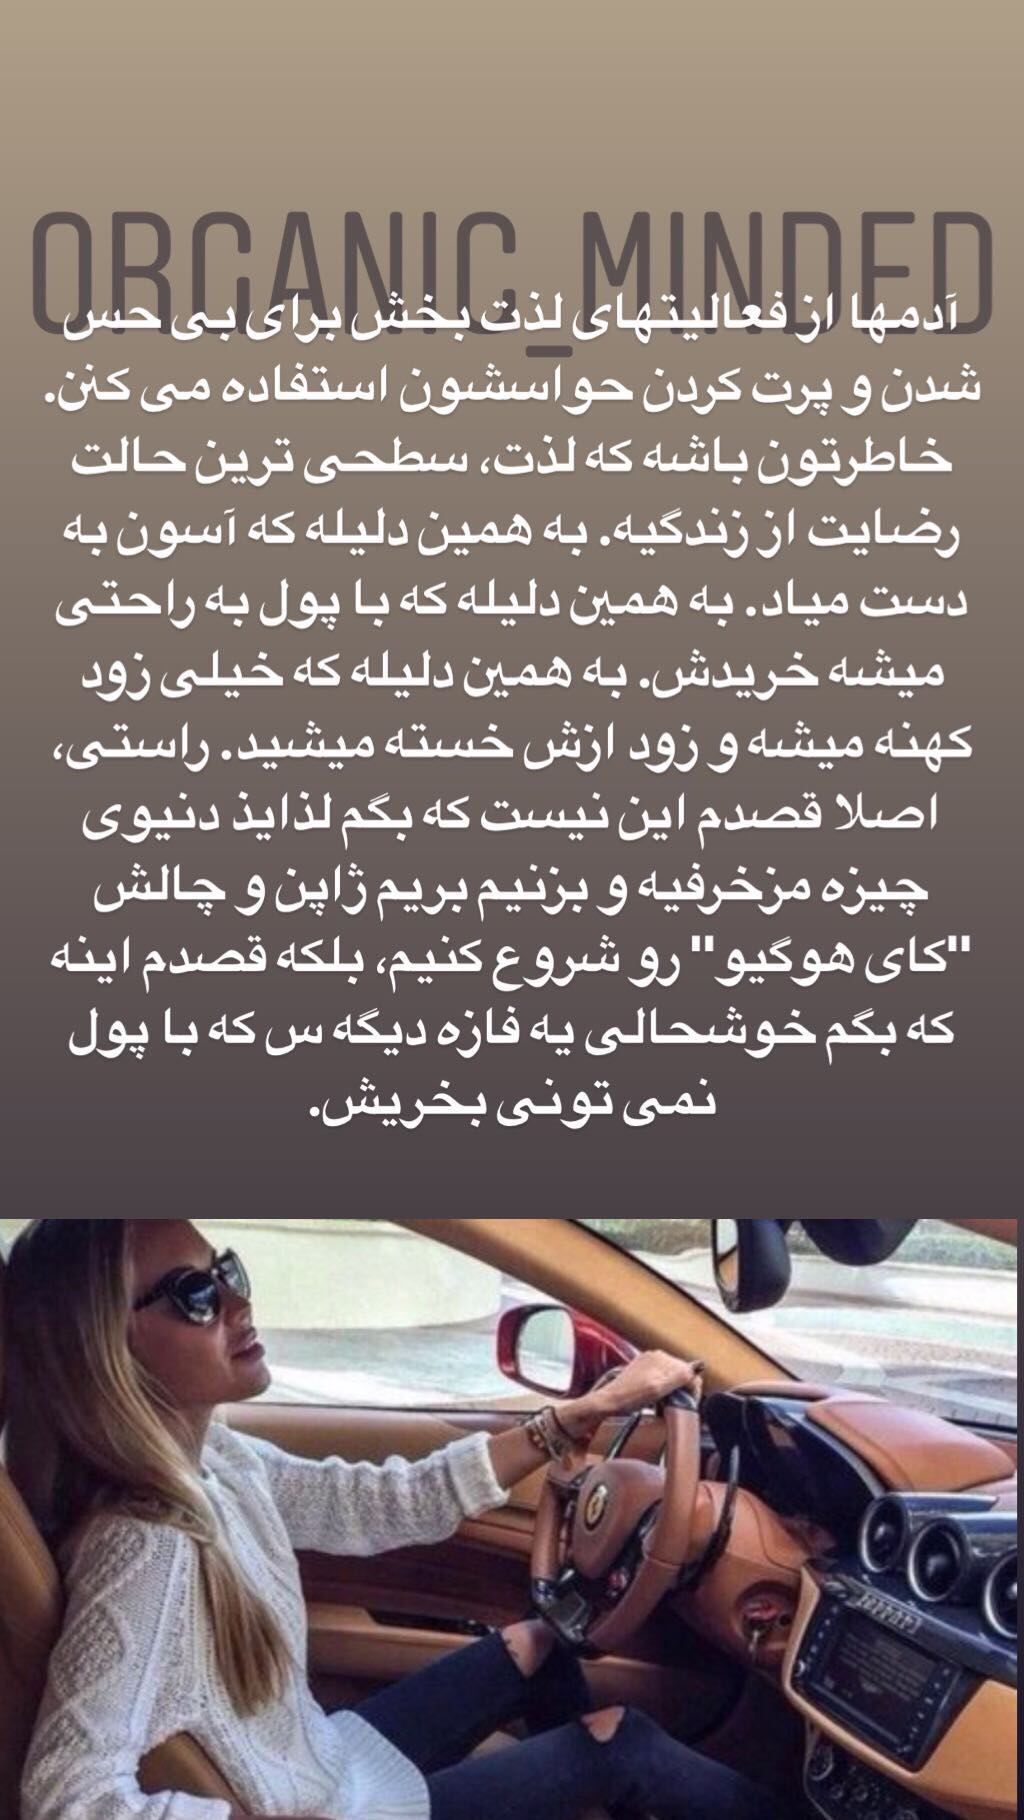 ORGANIC_MINDED
آدمها از فعالیتهای لذت بخش برای بی حس
شدن و پرت کردن حواسشون استفاده می کنن.
خاطرتون باشه که لذت، سطحی ترین حالت
رضایت از زندگیه. به همین دلیله که آسون به
دست میاد. به همین دلیله که با پول به راحتی
میشه خریدش. به همین دلیله که خیلی زود
کهنه میشه و زود ازش خسته میشید. راستی،
اصلا قصدم این نیست که بگم لذایذ دنیوی
چیزه مزخرفیه و بزنیم بریم ژاپن و چالش
"کای هوگیو" رو شروع کنیم، بلکه قصدم اینه
که بگم خوشحالی یه فازه دیگه س که با پول
نمی تونی بخریش.